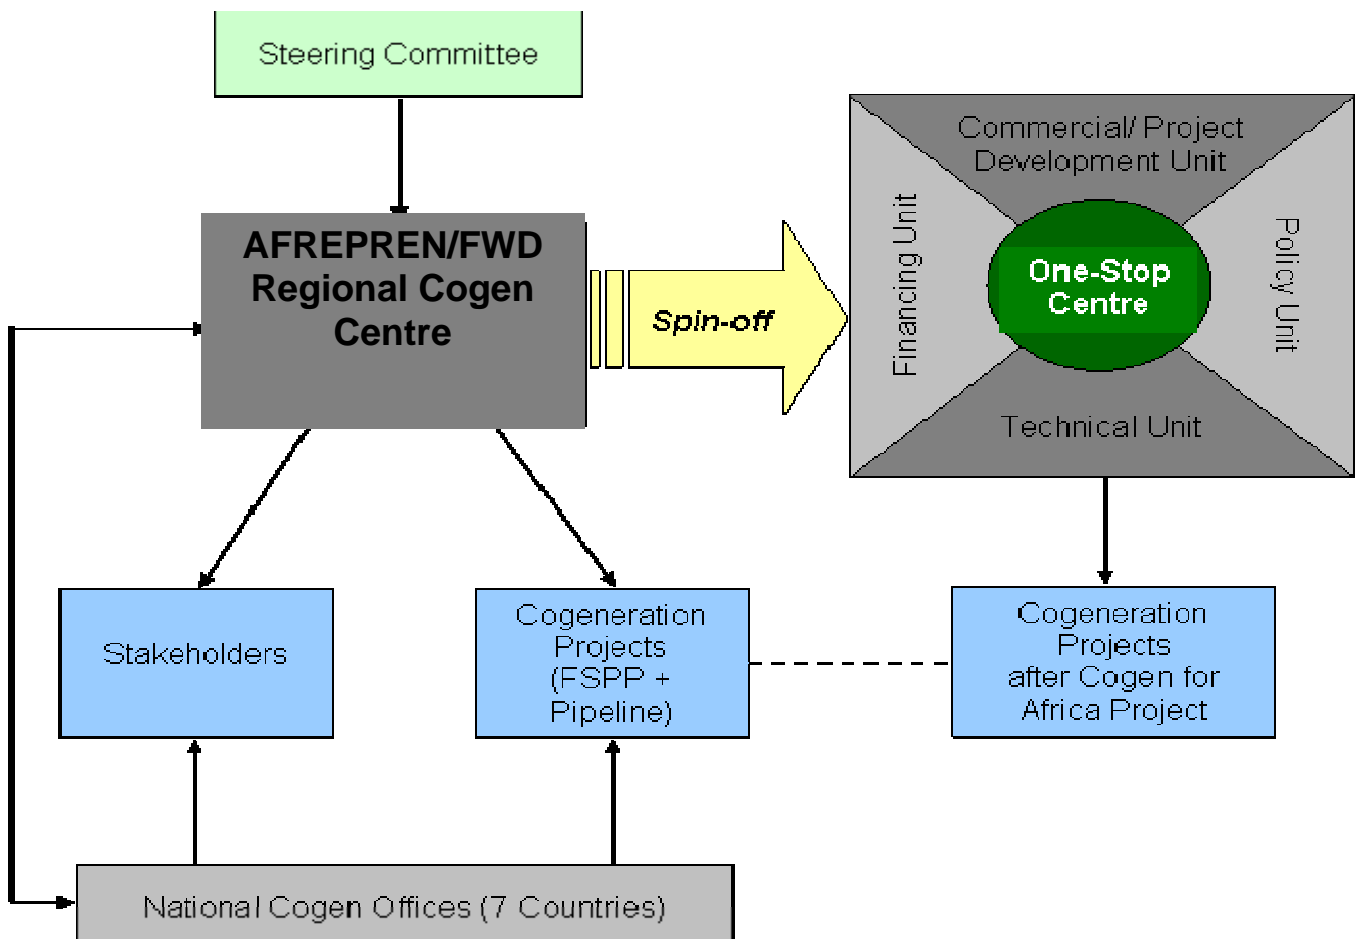 Steering Committee
AFREPREN/FWD
Regional Cogen
Centre
Spin-off
Commercial/ Project
Development Unit
Financing Unit
One-Stop
Centre
Policy Unit
Technical Unit
Stakeholders
Cogeneration
Projects
(FSPP +
Pipeline)
Cogeneration
Projects
after Cogen for
Africa Project
National Cogen Offices (7 Countries)